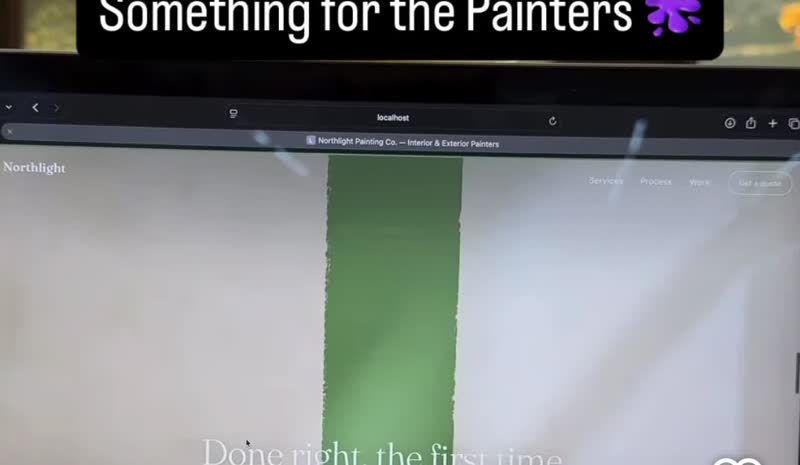 Something for the Painters
localhost
L Northlight Painting Co. — Interior & Exterior Painters
Northlight
Services Process Work Get a quote
Done right, the first time